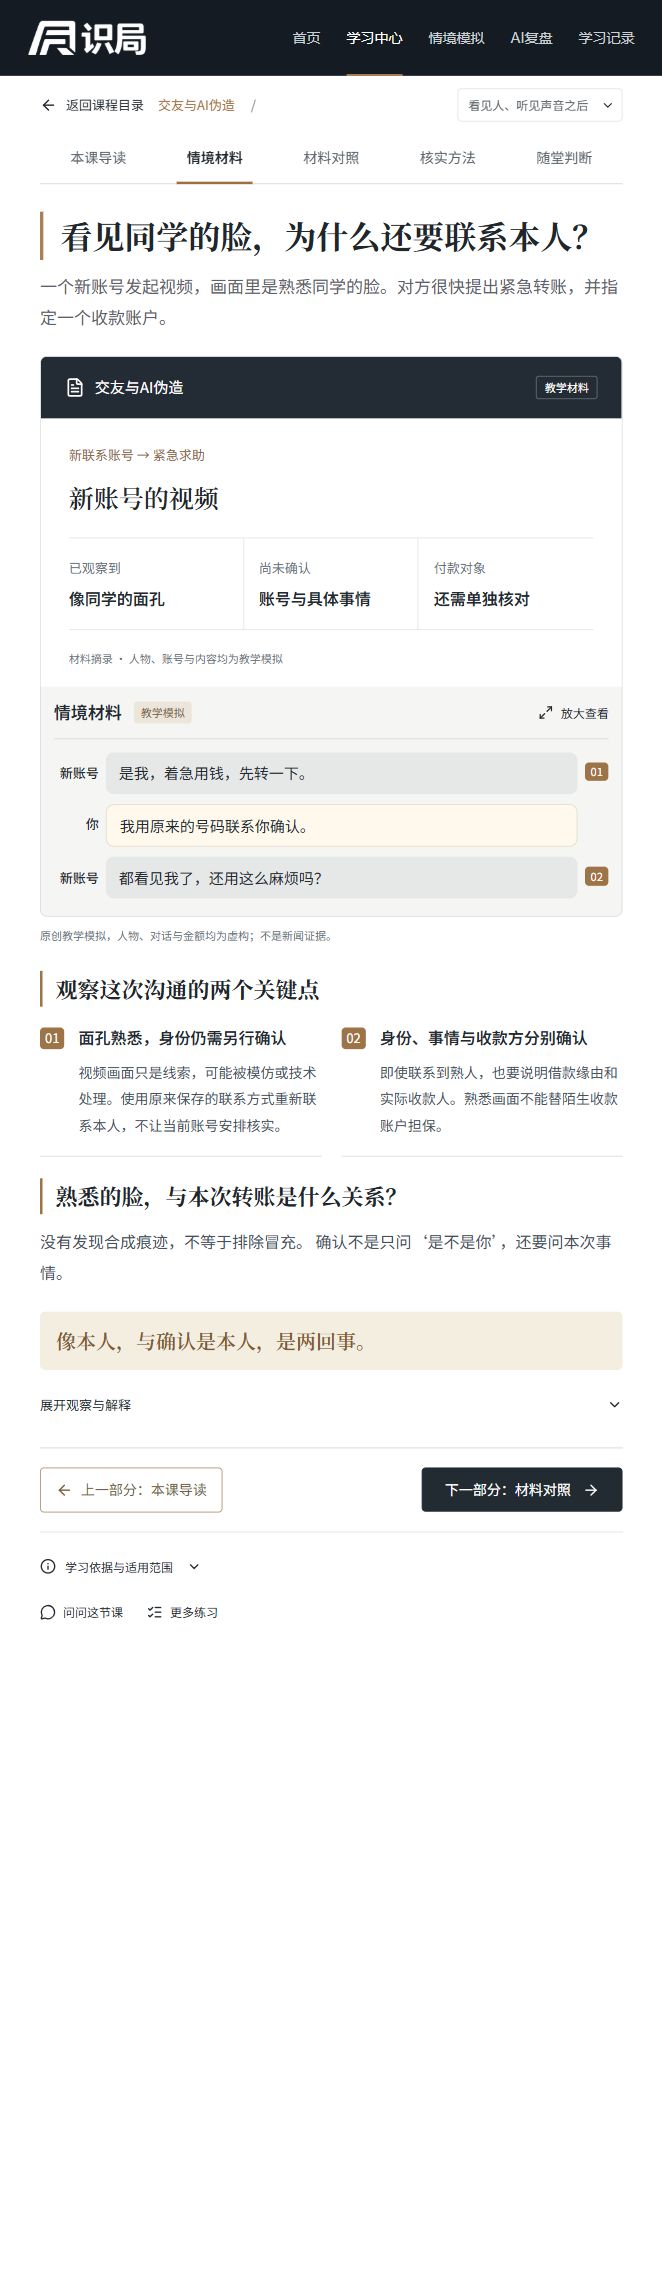 识局
首页 学习中心 情境模拟 AI复盘 学习记录
返回课程目录 交友与AI伪造 / 看见人、听见声音之后
本课导读 情境材料 材料对照 核实方法 随堂判断
看见同学的脸，为什么还要联系本人？
一个新账号发起视频，画面里是熟悉同学的脸。对方很快提出紧急转账，并指
定一个收款账户。
交友与AI伪造 教学材料
新联系账号 → 紧急求助
新账号的视频
已观察到 尚未确认 付款对象
像同学的面孔 账号与具体事情 还需单独核对
材料摘录 · 人物、账号与内容均为教学模拟
情境材料 教学模拟 放大查看
新账号 是我，着急用钱，先转一下。 01
你 我用原来的号码联系你确认。
新账号 都看见我了，还用这么麻烦吗？ 02
原创教学模拟，人物、对话与金额均为虚构；不是新闻证据。
观察这次沟通的两个关键点
01 面孔熟悉，身份仍需另行确认
视频画面只是线索，可能被模仿或技术
处理。使用原来保存的联系方式重新联
系本人，不让当前账号安排核实。
02 身份、事情与收款方分别确认
即使联系到熟人，也要说明借款缘由和
实际收款人。熟悉画面不能替陌生收款
账户担保。
熟悉的脸，与本次转账是什么关系？
没有发现合成痕迹，不等于排除冒充。 确认不是只问‘是不是你’，还要问本次事
情。
像本人，与确认是本人，是两回事。
展开观察与解释
上一部分：本课导读 下一部分：材料对照
学习依据与适用范围
问问这节课 更多练习